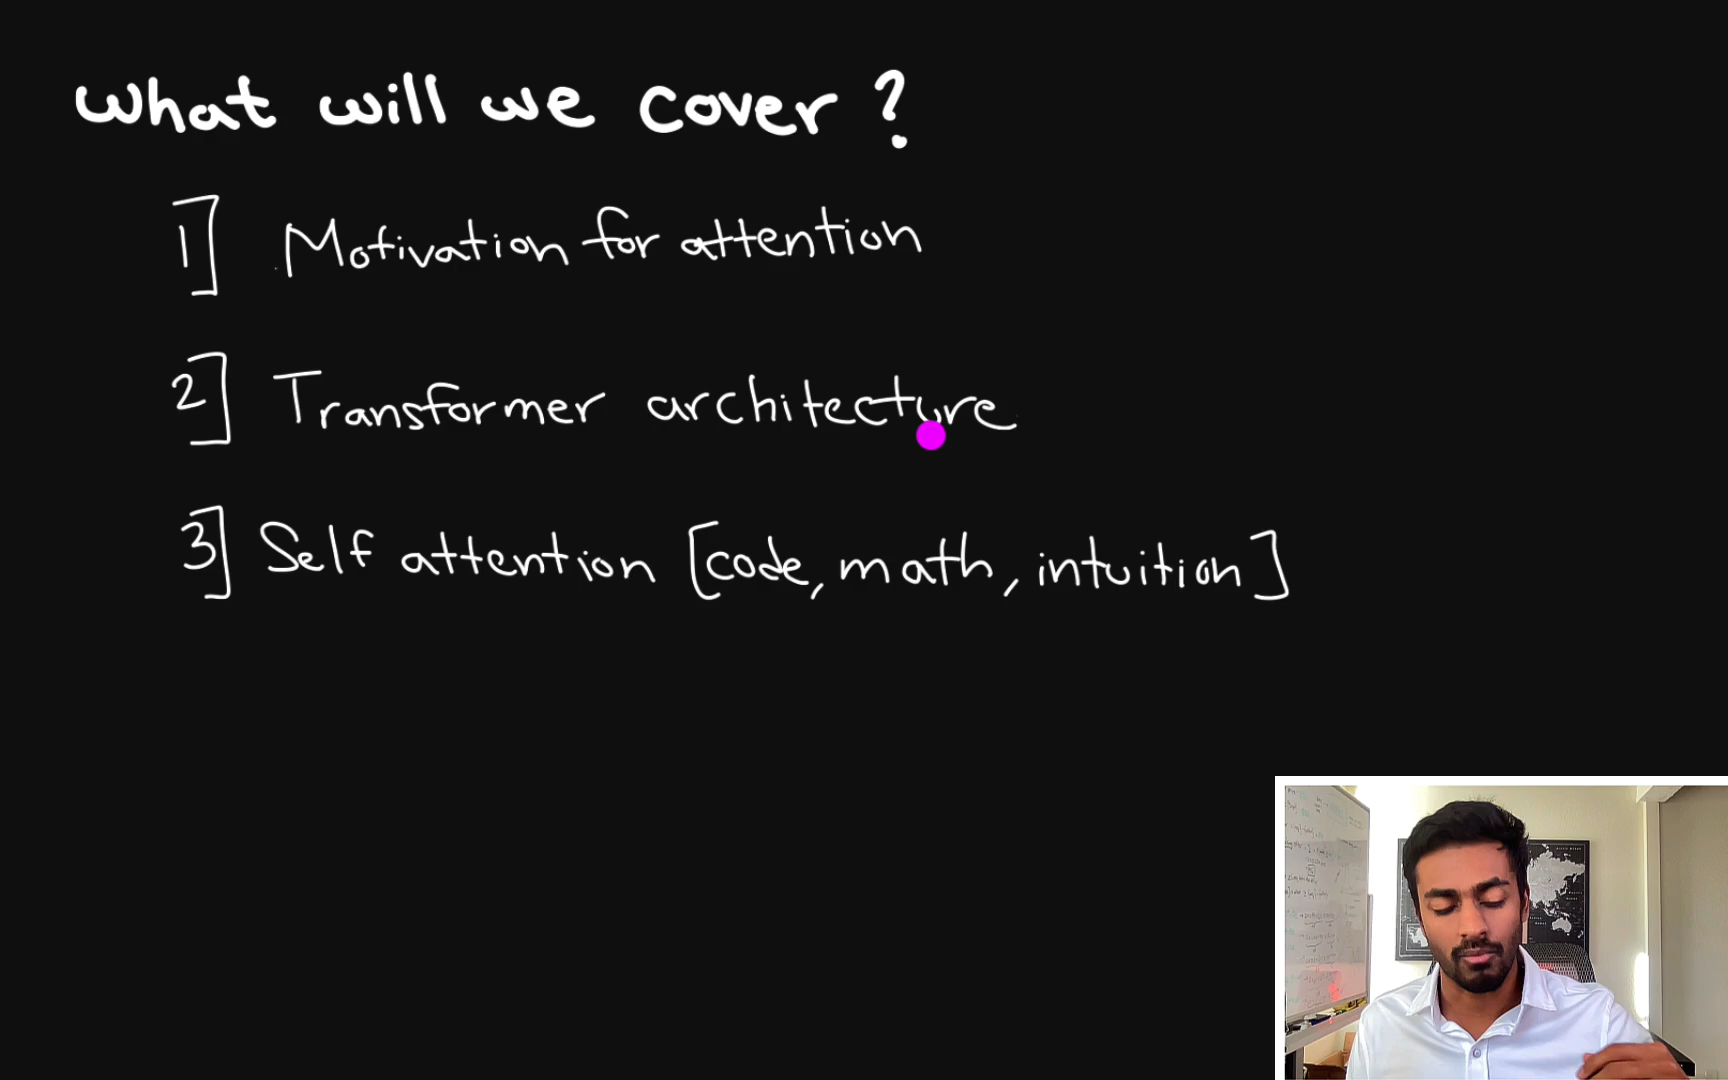 What will we cover ?
1] Motivation for attention
2] Transformer architecture
3] Self attention [code, math, intuition]